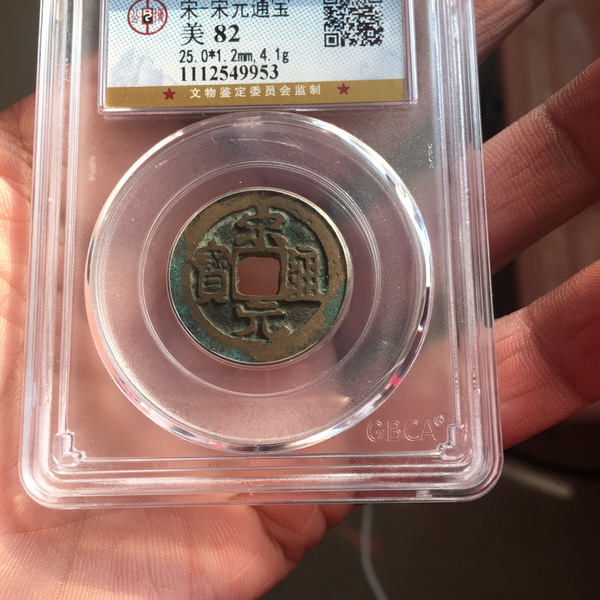 宋-宋元通宝
美 82
25.0*1.2mm,4.1g
1112549953
★ 文物鉴定委员会监制 ★
宋
寳 通
元
GBCA®